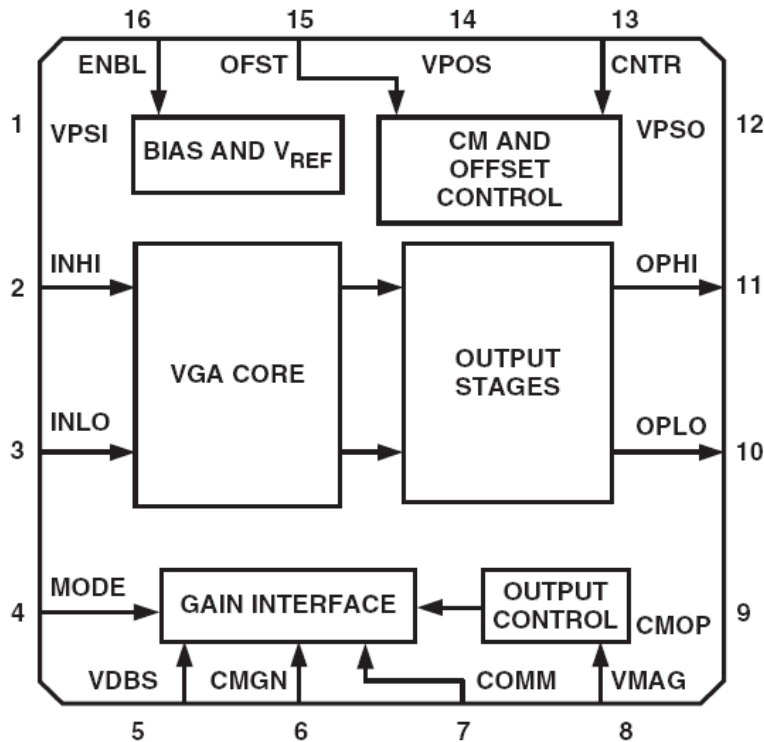 16 15 14 13
ENBL OFST VPOS CNTR
1 VPSI BIAS AND VREF CM AND OFFSET CONTROL VPSO 12
2 INHI OPHI 11
VGA CORE OUTPUT STAGES
3 INLO OPLO 10
4 MODE GAIN INTERFACE OUTPUT CONTROL CMOP 9
VDBS CMGN COMM VMAG
5 6 7 8